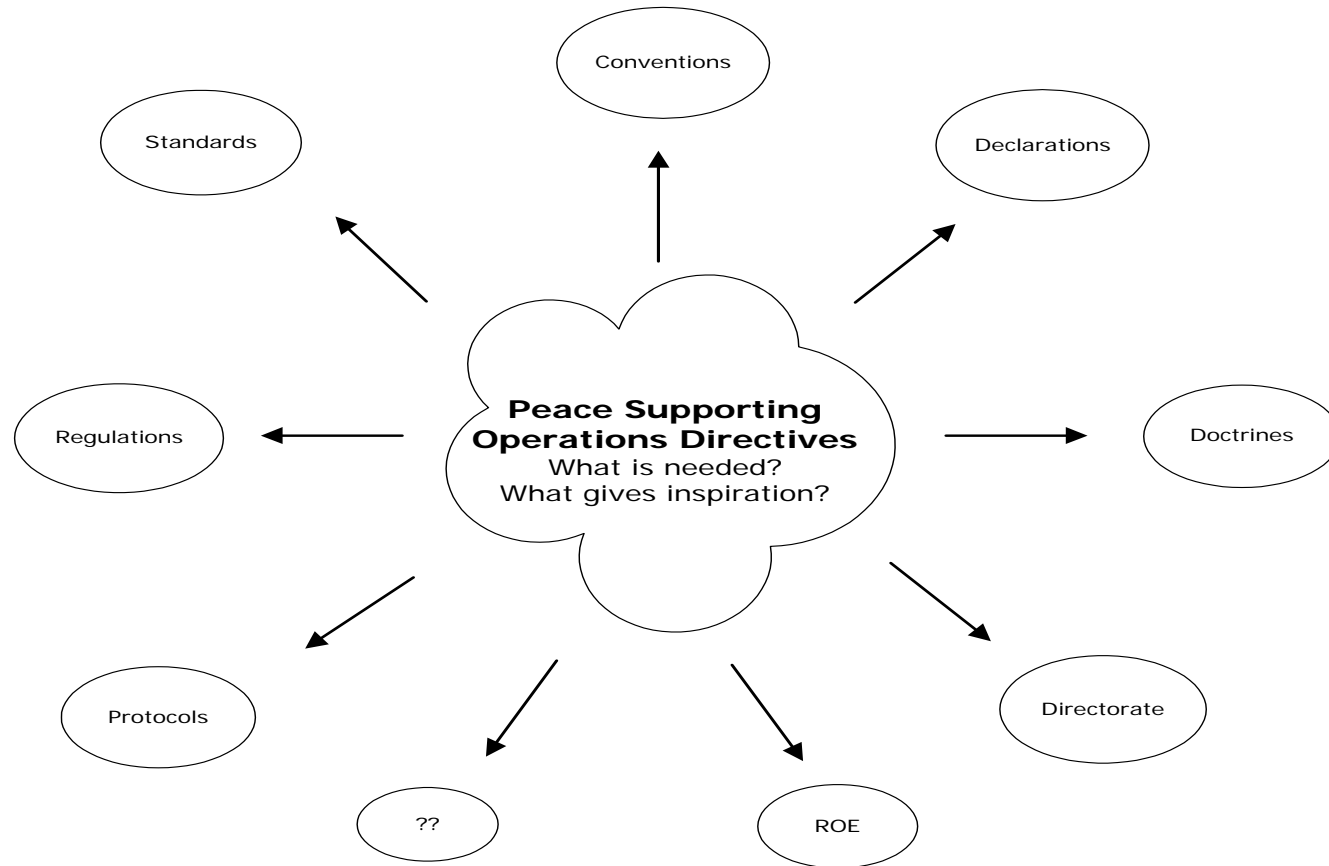 Conventions
Standards
Declarations
Peace Supporting
Operations Directives
What is needed?
What gives inspiration?
Regulations
Doctrines
Protocols
Directorate
??
ROE